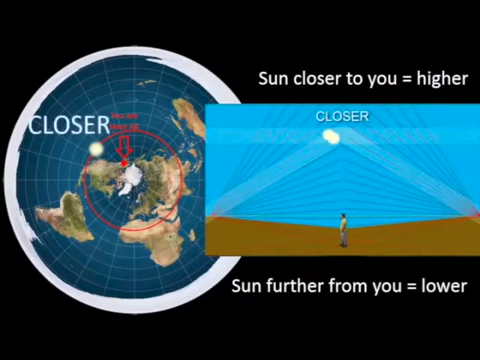 Sun closer to you = higher
CLOSER
CLOSER
Sun further from you = lower